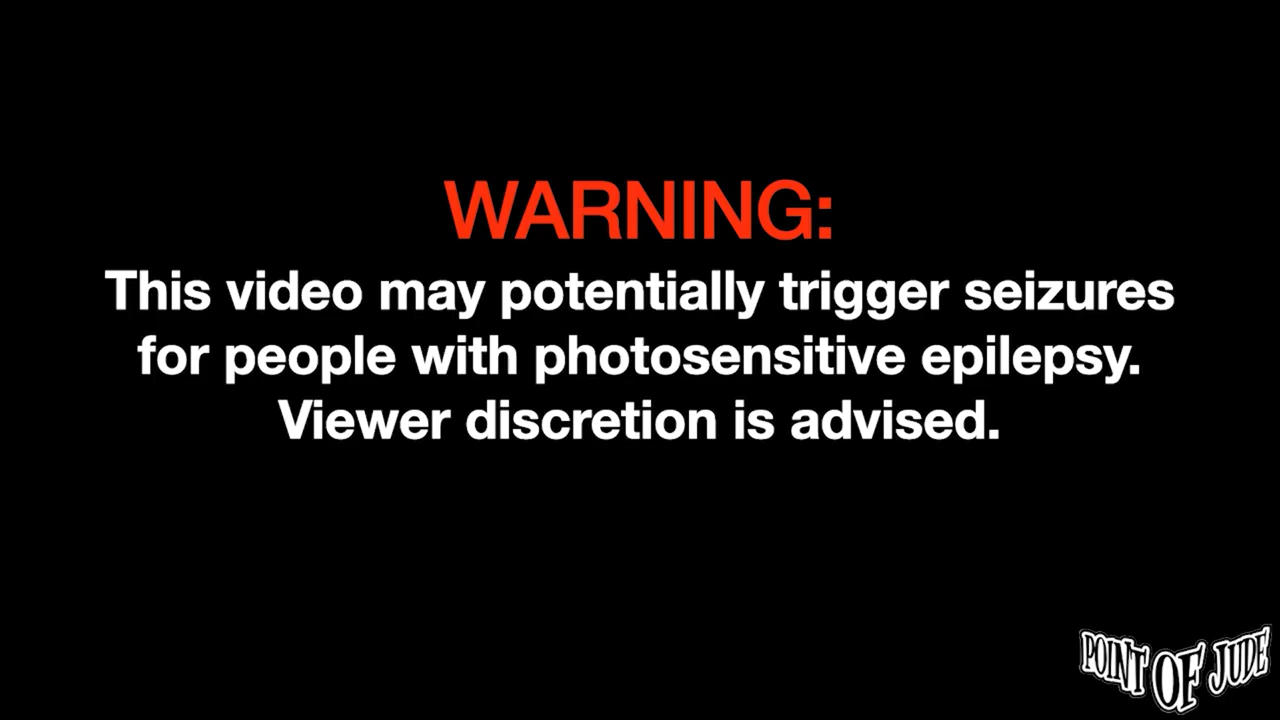 WARNING:
This video may potentially trigger seizures
for people with photosensitive epilepsy.
Viewer discretion is advised.
POINT OF JUDE